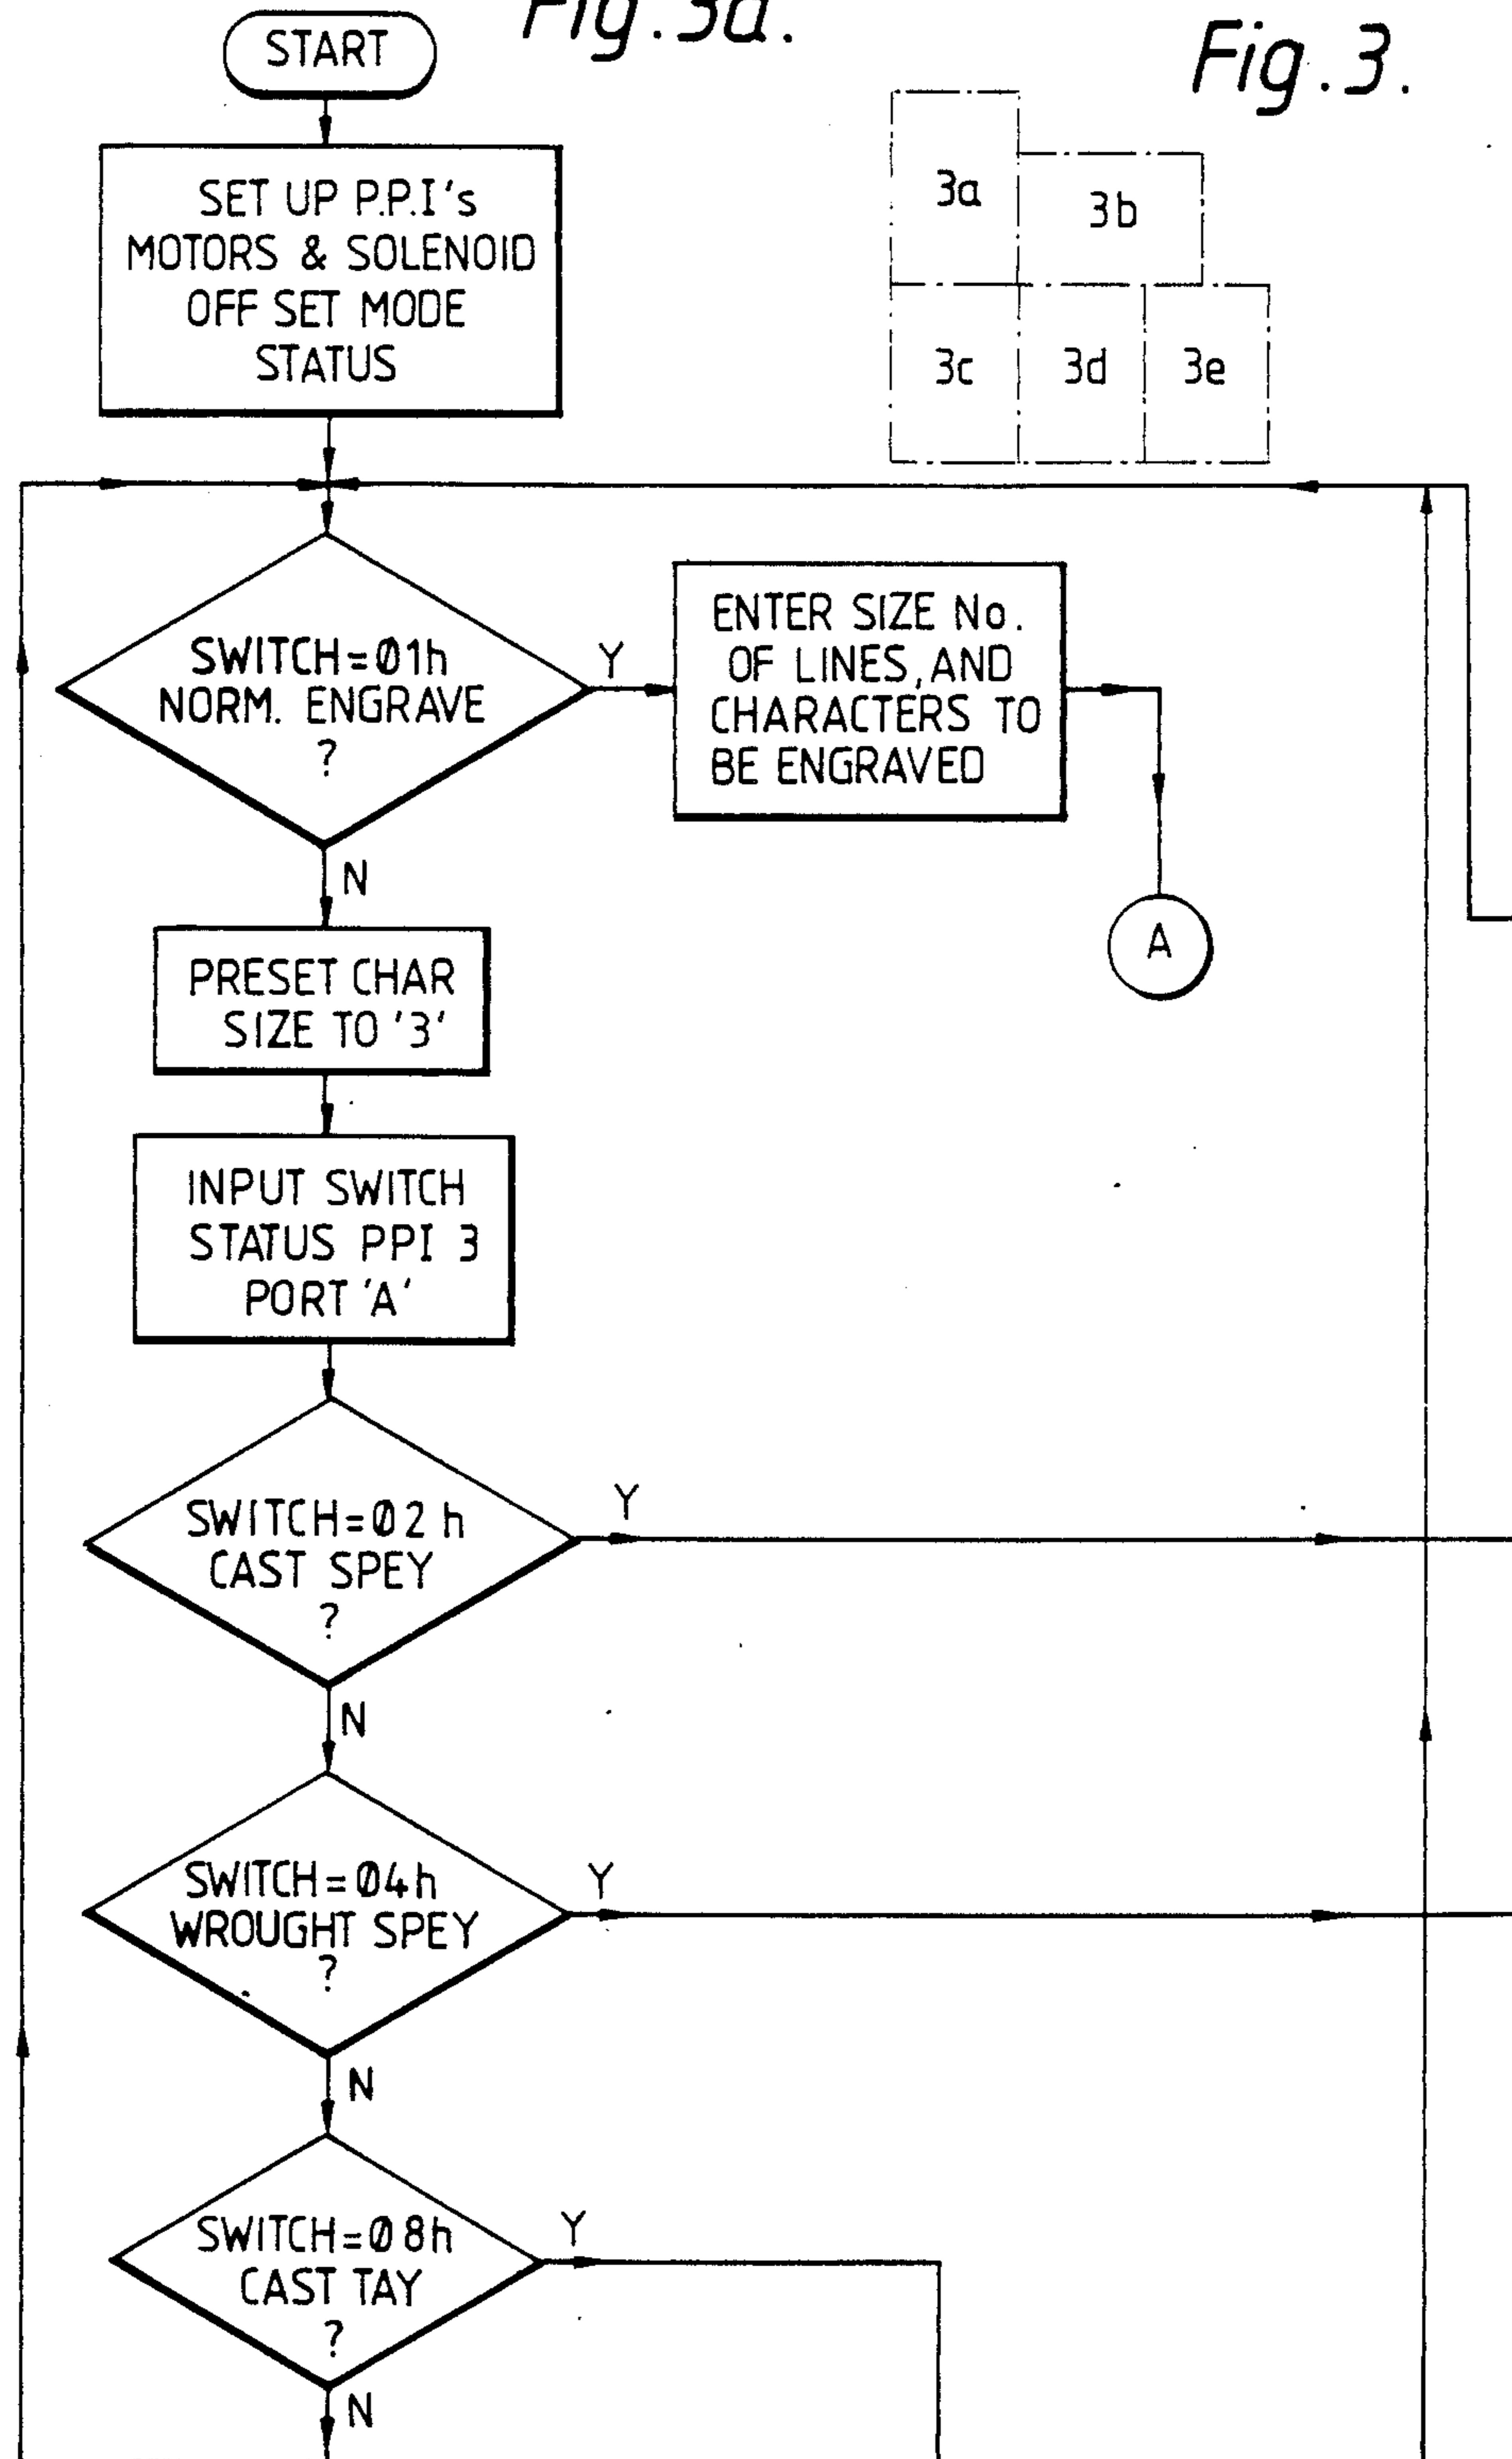 Fig. 3a.
Fig. 3.
START
SET UP P.P.I's
MOTORS & SOLENOID
OFF SET MODE
STATUS
3a
3b
3c
3d
3e
SWITCH=Ø1h
NORM. ENGRAVE
?
Y
ENTER SIZE No.
OF LINES, AND
CHARACTERS TO
BE ENGRAVED
A
N
PRESET CHAR
SIZE TO '3'
INPUT SWITCH
STATUS PPI 3
PORT 'A'
SWITCH=Ø2h
CAST SPEY
?
Y
N
SWITCH=Ø4h
WROUGHT SPEY
?
Y
N
SWITCH=Ø8h
CAST TAY
?
Y
N